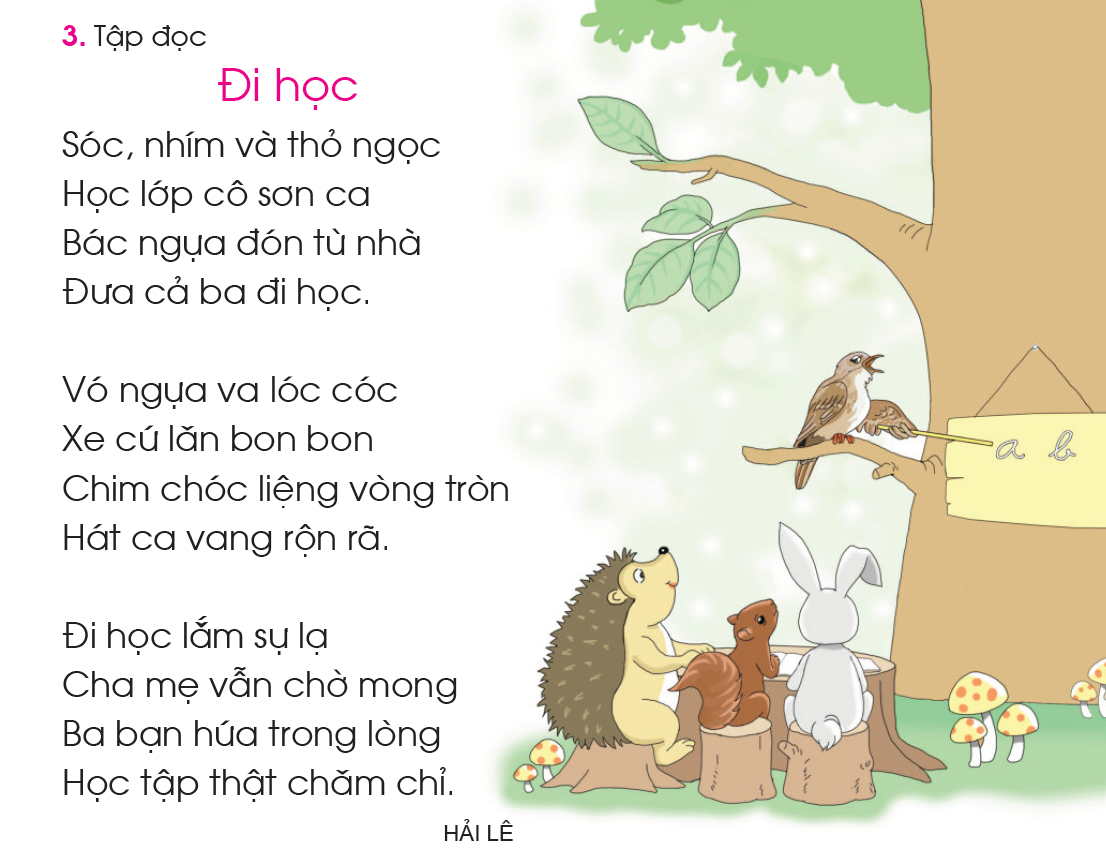 3. Tập đọc
Đi học
Sóc, nhím và thỏ ngọc
Học lớp cô sơn ca
Bác ngựa đón từ nhà
Đưa cả ba đi học.
Vó ngựa va lóc cóc
Xe cứ lăn bon bon
Chim chóc liệng vòng tròn
Hát ca vang rộn rã.
Đi học lắm sự lạ
Cha mẹ vẫn chờ mong
Ba bạn hứa trong lòng
Học tập thật chăm chỉ.
HẢI LÊ
a b